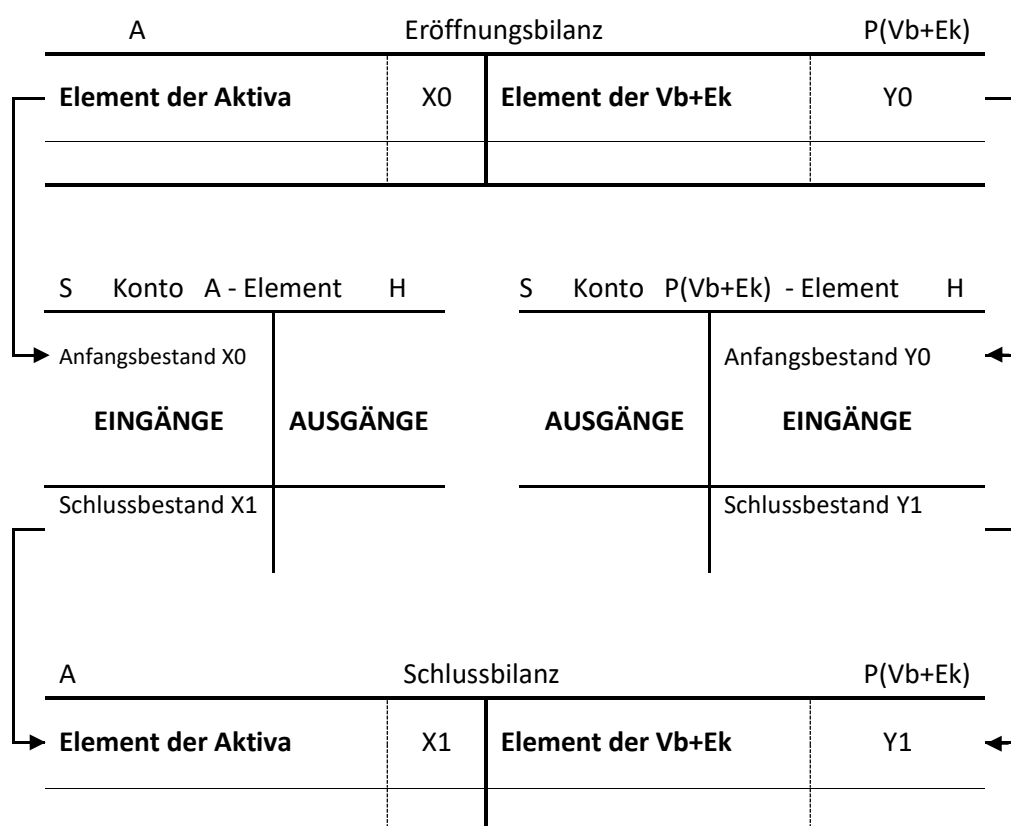 A Eröffnungsbilanz P(Vb+Ek)
Element der Aktiva X0 Element der Vb+Ek Y0
S Konto A - Element H S Konto P(Vb+Ek) - Element H
Anfangsbestand X0 Anfangsbestand Y0
EINGÄNGE AUSGÄNGE AUSGÄNGE EINGÄNGE
Schlussbestand X1 Schlussbestand Y1
A Schlussbilanz P(Vb+Ek)
Element der Aktiva X1 Element der Vb+Ek Y1